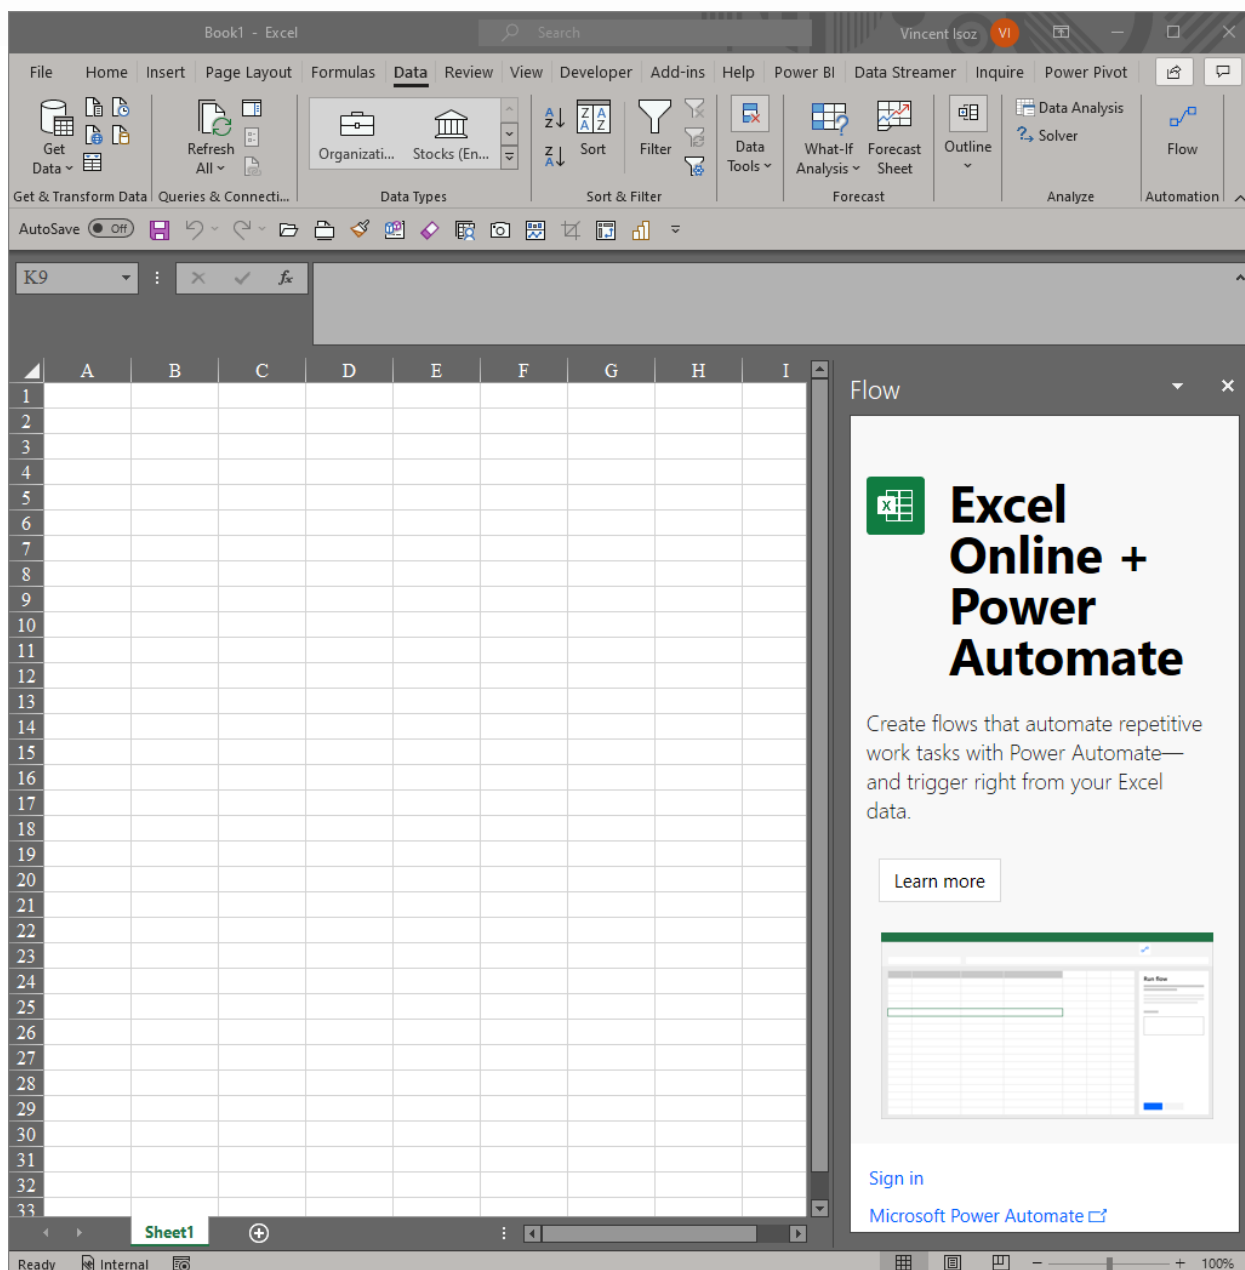 Book1 - Excel
Search
Vincent Isoz
VI
File Home Insert Page Layout Formulas Data Review View Developer Add-ins Help Power BI Data Streamer Inquire Power Pivot
Get Data
Refresh All
Organizati...
Stocks (En...
Sort
Filter
Data Tools
What-If Analysis
Forecast Sheet
Outline
Data Analysis
Solver
Flow
Get & Transform Data
Queries & Connecti...
Data Types
Sort & Filter
Forecast
Analyze
Automation
AutoSave Off
K9
fx
A B C D E F G H I
1
2
3
4
5
6
7
8
9
10
11
12
13
14
15
16
17
18
19
20
21
22
23
24
25
26
27
28
29
30
31
32
33
Flow
Excel
Online +
Power
Automate
Create flows that automate repetitive
work tasks with Power Automate—
and trigger right from your Excel
data.
Learn more
Run flow
Sign in
Microsoft Power Automate
Sheet1
Ready Internal
100%